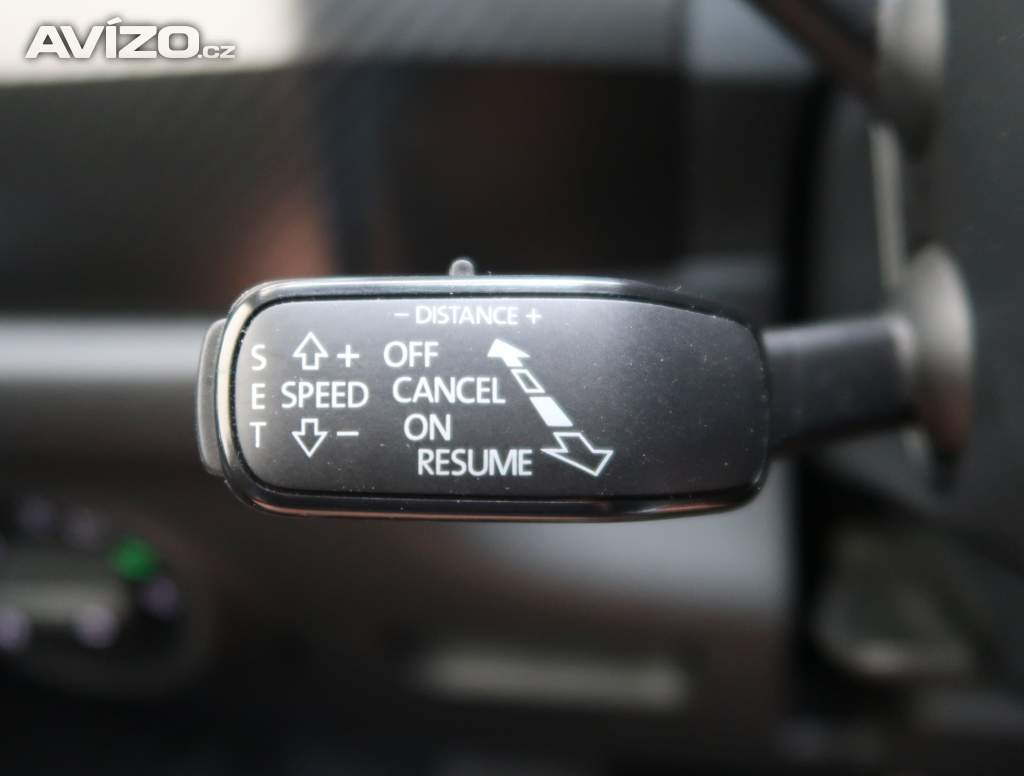 AVÍZO.cz
- DISTANCE +
S + OFF
E SPEED CANCEL
T - ON
RESUME